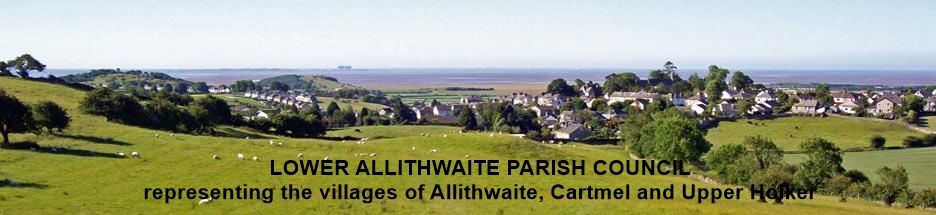 LOWER ALLITHWAITE PARISH COUNCIL
representing the villages of Allithwaite, Cartmel and Upper Holker